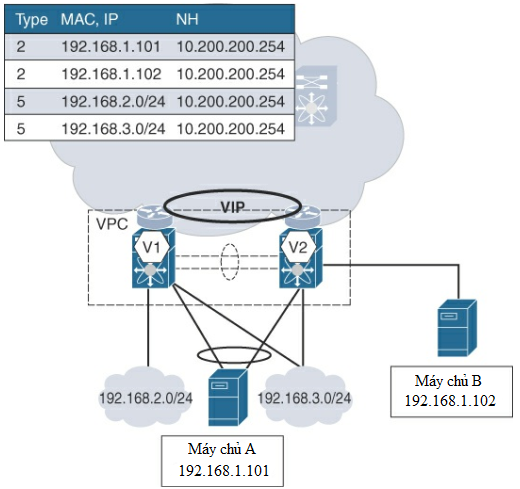 Type MAC, IP NH
2 192.168.1.101 10.200.200.254
2 192.168.1.102 10.200.200.254
5 192.168.2.0/24 10.200.200.254
5 192.168.3.0/24 10.200.200.254
VIP
VPC
V1
V2
192.168.2.0/24
192.168.3.0/24
Máy chủ B
192.168.1.102
Máy chủ A
192.168.1.101